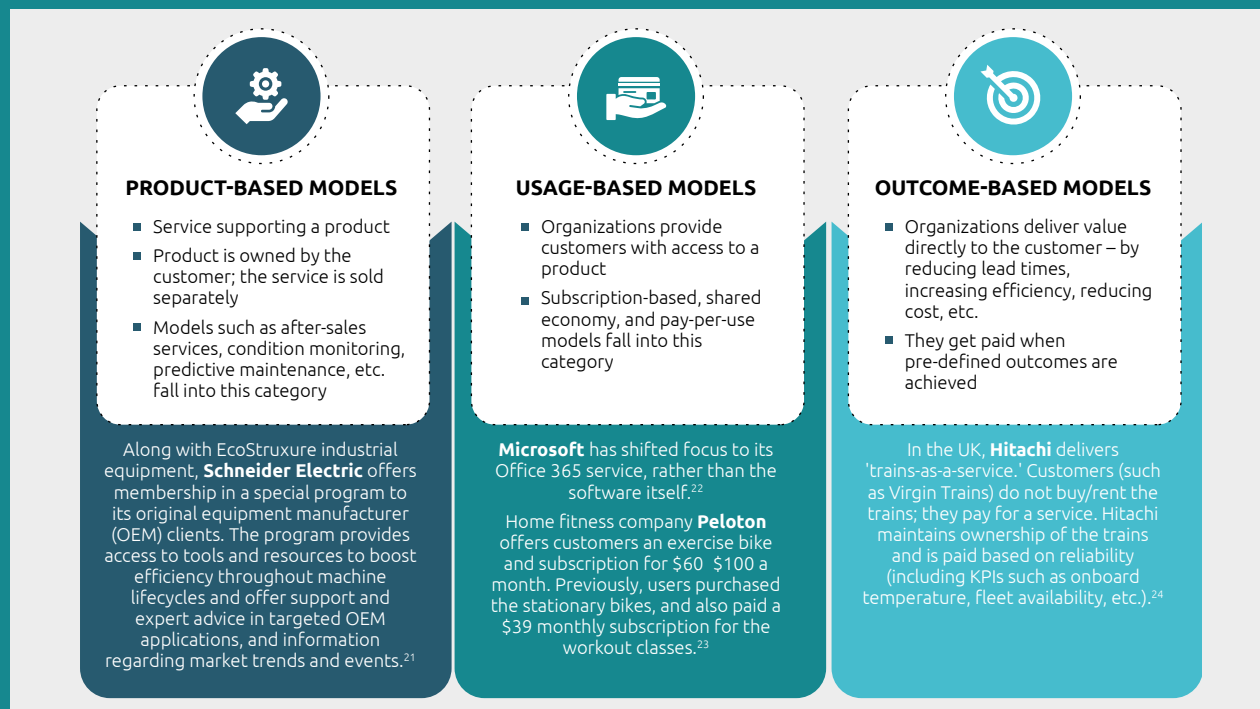 PRODUCT-BASED MODELS
Service supporting a product
Product is owned by the
customer; the service is sold
separately
Models such as after-sales
services, condition monitoring,
predictive maintenance, etc.
fall into this category
Along with EcoStruxure industrial
equipment, Schneider Electric offers
membership in a special program to
its original equipment manufacturer
(OEM) clients. The program provides
access to tools and resources to boost
efficiency throughout machine
lifecycles and offer support and
expert advice in targeted OEM
applications, and information
regarding market trends and events.21
USAGE-BASED MODELS
Organizations provide
customers with access to a
product
Subscription-based, shared
economy, and pay-per-use
models fall into this
category
Microsoft has shifted focus to its
Office 365 service, rather than the
software itself.22
Home fitness company Peloton
offers customers an exercise bike
and subscription for $60  $100 a
month. Previously, users purchased
the stationary bikes, and also paid a
$39 monthly subscription for the
workout classes.23
OUTCOME-BASED MODELS
Organizations deliver value
directly to the customer – by
reducing lead times,
increasing efficiency, reducing
cost, etc.
They get paid when
pre-defined outcomes are
achieved
In the UK, Hitachi delivers
'trains-as-a-service.' Customers (such
as Virgin Trains) do not buy/rent the
trains; they pay for a service. Hitachi
maintains ownership of the trains
and is paid based on reliability
(including KPIs such as onboard
temperature, fleet availability, etc.).24